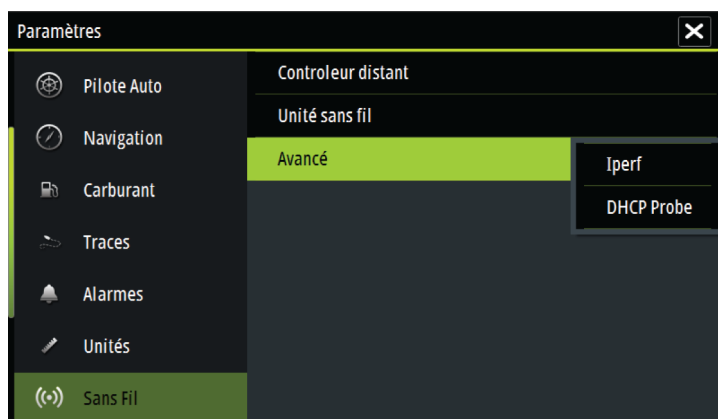 Paramètres
Pilote Auto
Navigation
Carburant
Traces
Alarmes
Unités
Sans Fil
Controleur distant
Unité sans fil
Avancé
Iperf
DHCP Probe